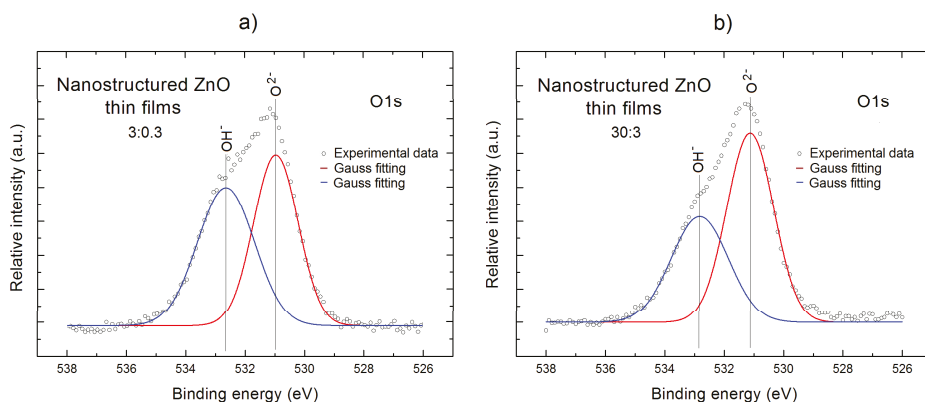 a)
Nanostructured ZnO
thin films
3:0.3
OH⁻
O²⁻
O1s
Experimental data
Gauss fitting
Gauss fitting
Relative intensity (a.u.)
538 536 534 532 530 528 526
Binding energy (eV)
b)
Nanostructured ZnO
thin films
30:3
OH⁻
O²⁻
O1s
Experimental data
Gauss fitting
Gauss fitting
Relative intensity (a.u.)
538 536 534 532 530 528 526
Binding energy (eV)